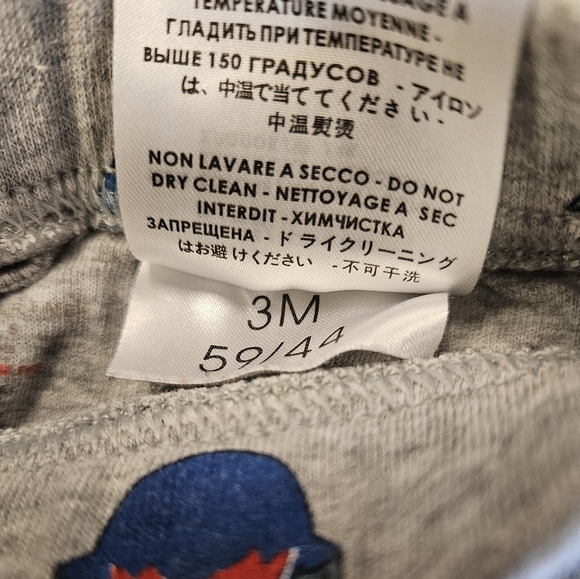 AGE A
TEMPERATURE MOYENNE -
ГЛАДИТЬ ПРИ ТЕМПЕРАТУРЕ НЕ
ВЫШЕ 150 ГРАДУСОВ - アイロン
は、中温で当ててください -
中温熨烫
NON LAVARE A SECCO - DO NOT
DRY CLEAN - NETTOYAGE A SEC
INTERDIT - ХИМЧИСТКА
ЗАПРЕЩЕНА - ドライクリーニング
はお避けください - 不可干洗
3M
59/44